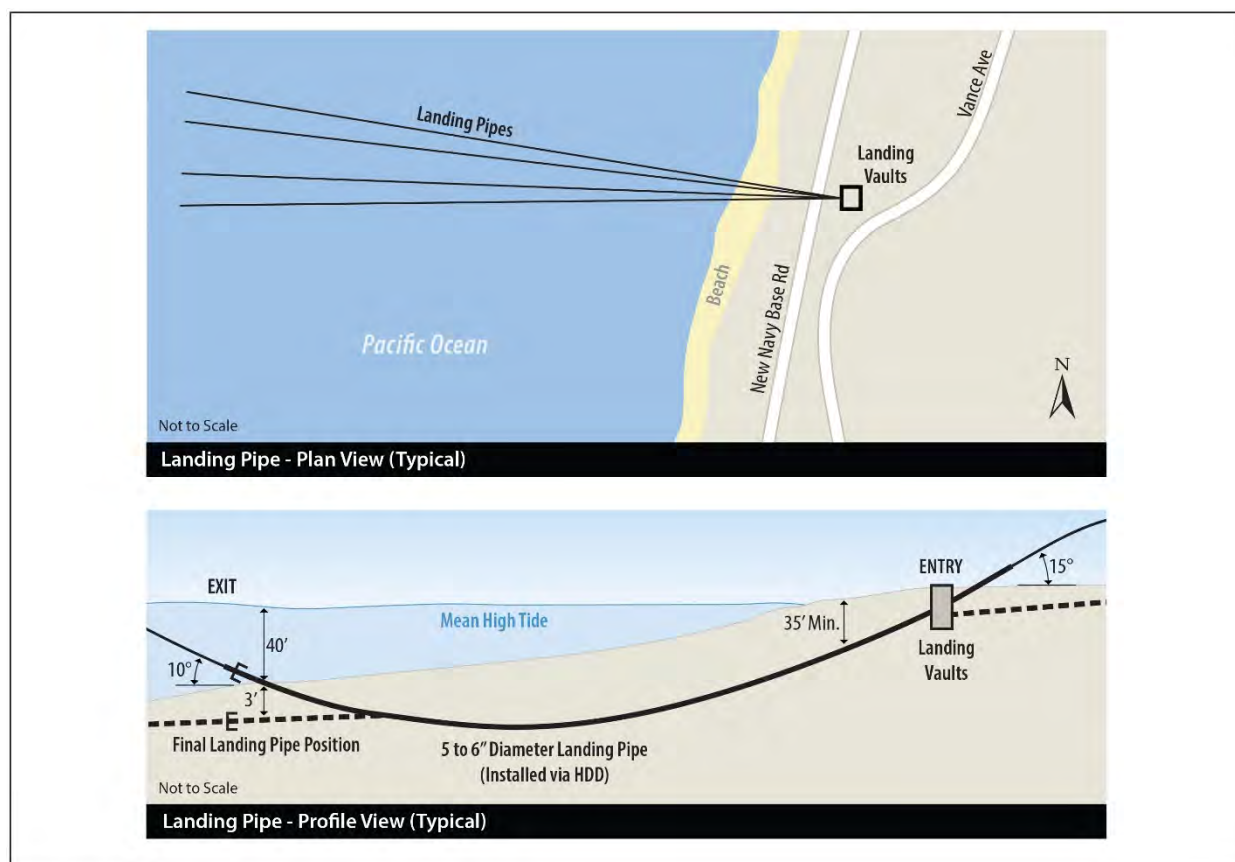 Landing Pipes
Landing
Vaults
Vance Ave
New Navy Base Rd
Beach
Pacific Ocean
N
Not to Scale
Landing Pipe - Plan View (Typical)
EXIT
ENTRY
15°
Mean High Tide
35’ Min.
40’
Landing
Vaults
10°
3’
Final Landing Pipe Position
5 to 6” Diameter Landing Pipe
(Installed via HDD)
Not to Scale
Landing Pipe - Profile View (Typical)